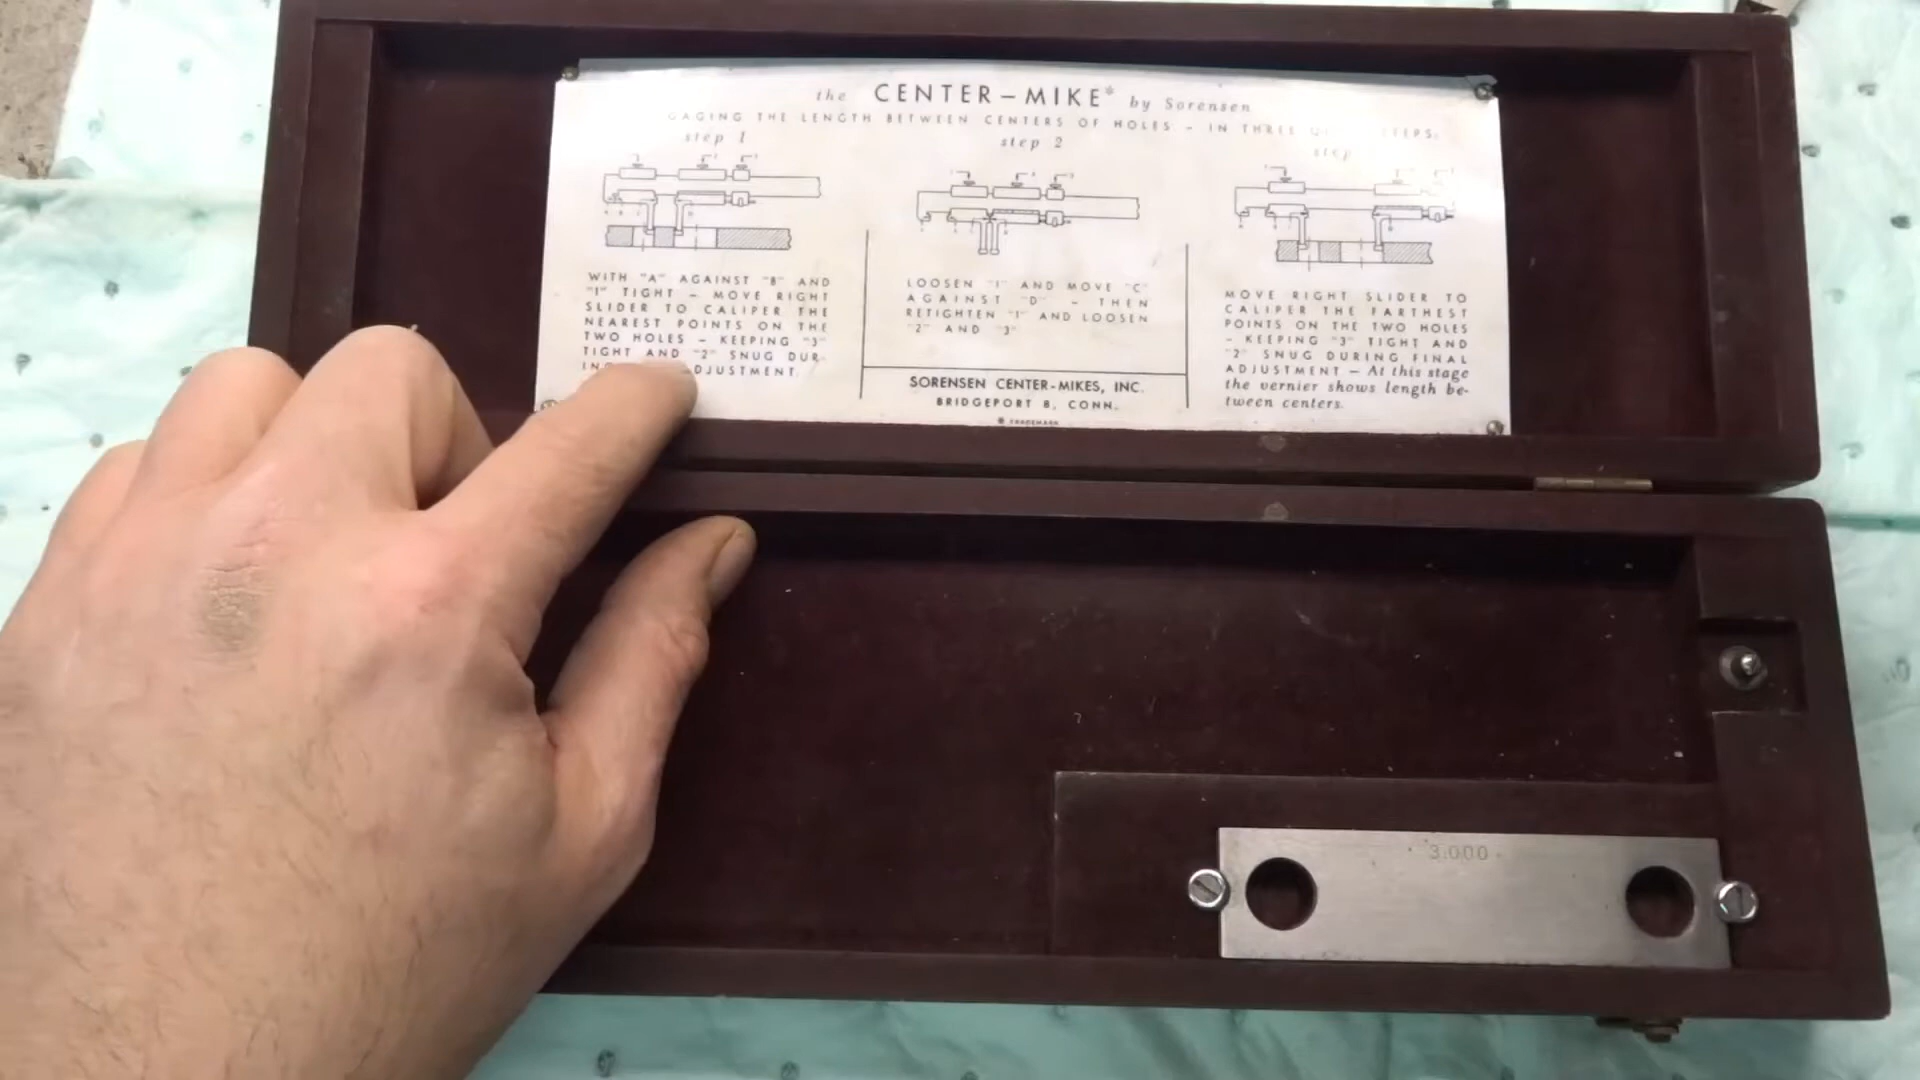 the CENTER-MIKE* by Sorensen
GAGING THE LENGTH BETWEEN CENTERS OF HOLES - IN THREE STEPS.
step 1
WITH "A" AGAINST "B" AND
"1" TIGHT - MOVE RIGHT
SLIDER TO CALIPER THE
NEAREST POINTS ON THE
TWO HOLES - KEEPING "3"
TIGHT AND "2" SNUG DUR-
DJUSTMENT.
step 2
LOOSEN "1" AND MOVE "C"
AGAINST "D" - THEN
RETIGHTEN "1" AND LOOSEN
"2" AND "3"
SORENSEN CENTER-MIKES, INC.
BRIDGEPORT 8, CONN.
TRADEMARK
step
MOVE RIGHT SLIDER TO
CALIPER THE FARTHEST
POINTS ON THE TWO HOLES
- KEEPING "3" TIGHT AND
"2" SNUG DURING FINAL
ADJUSTMENT - At this stage
the vernier shows length be-
tween centers.
3.000